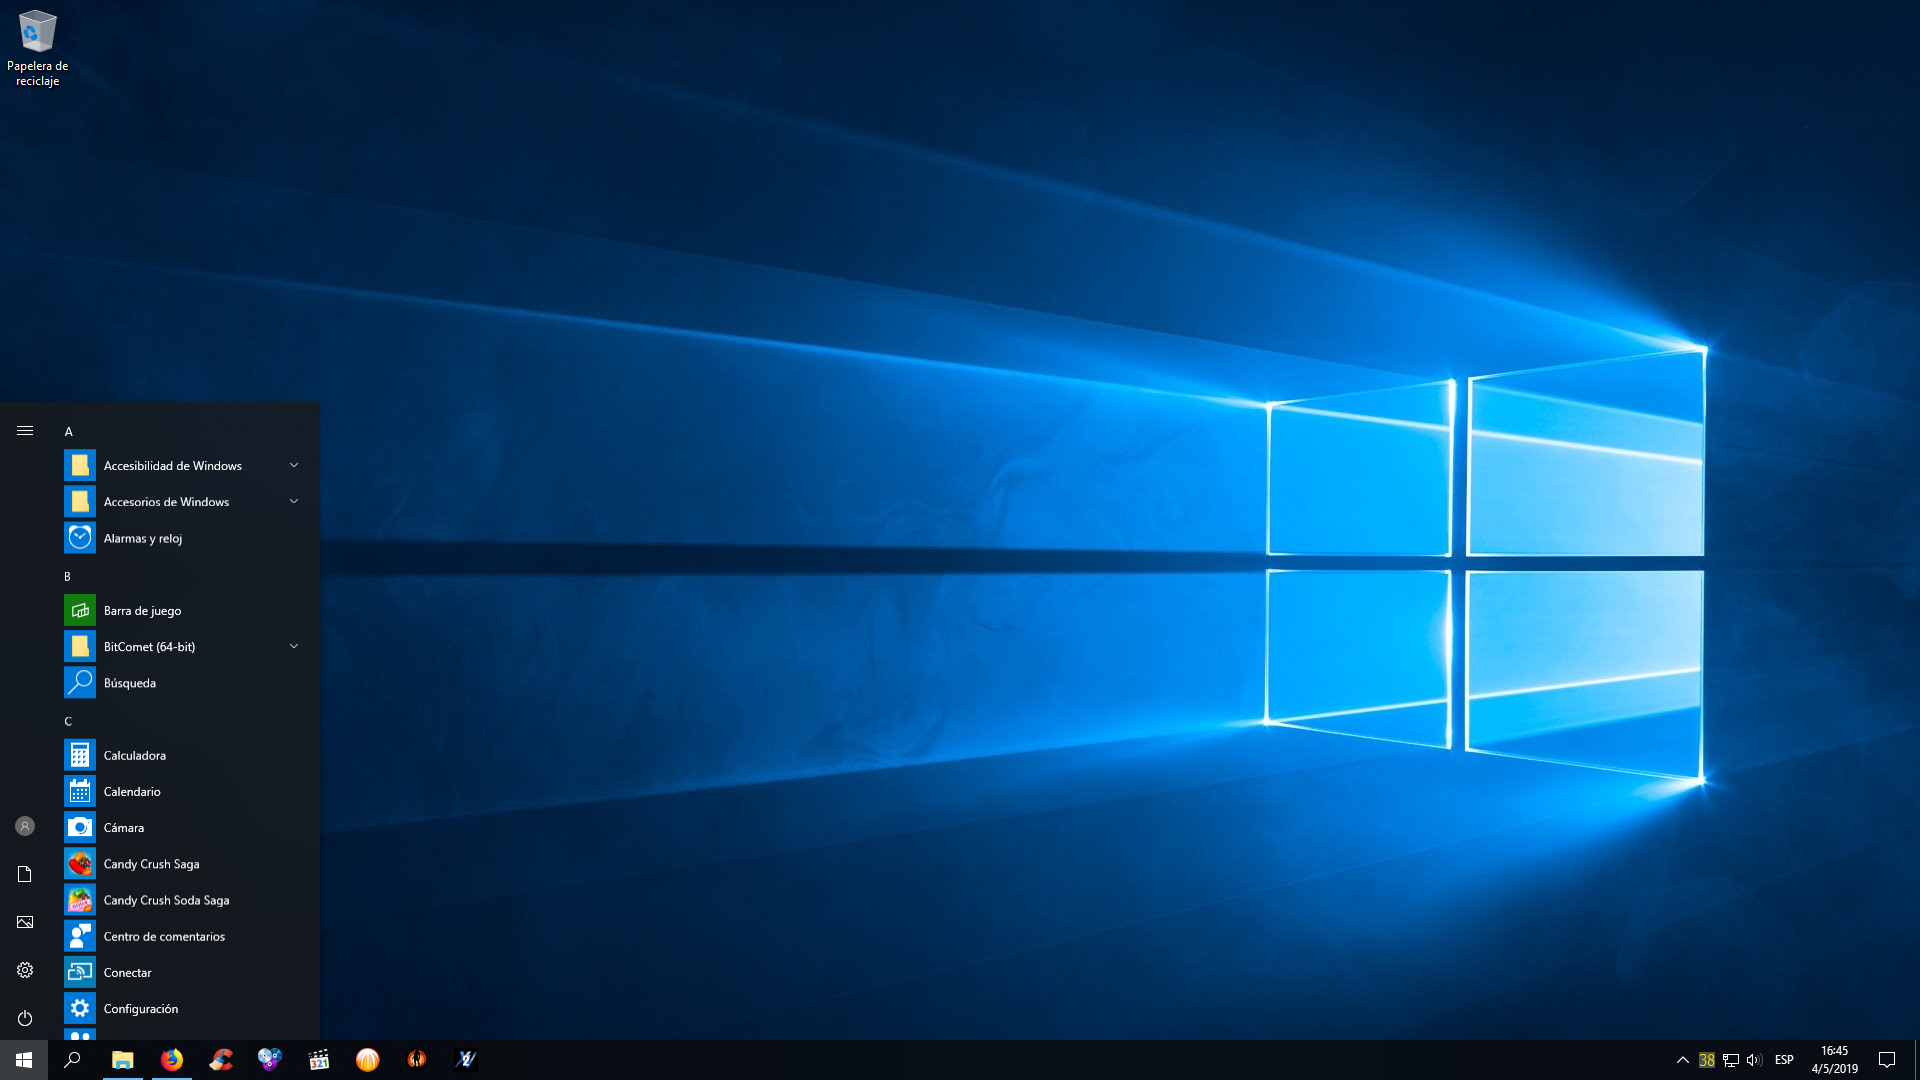 Papelera de
reciclaje
A
Accesibilidad de Windows
Accesorios de Windows
Alarmas y reloj
B
Barra de juego
BitComet (64-bit)
Búsqueda
C
Calculadora
Calendario
Cámara
Candy Crush Saga
Candy Crush Soda Saga
Centro de comentarios
Conectar
Configuración
321
38
ESP
16:45
4/5/2019